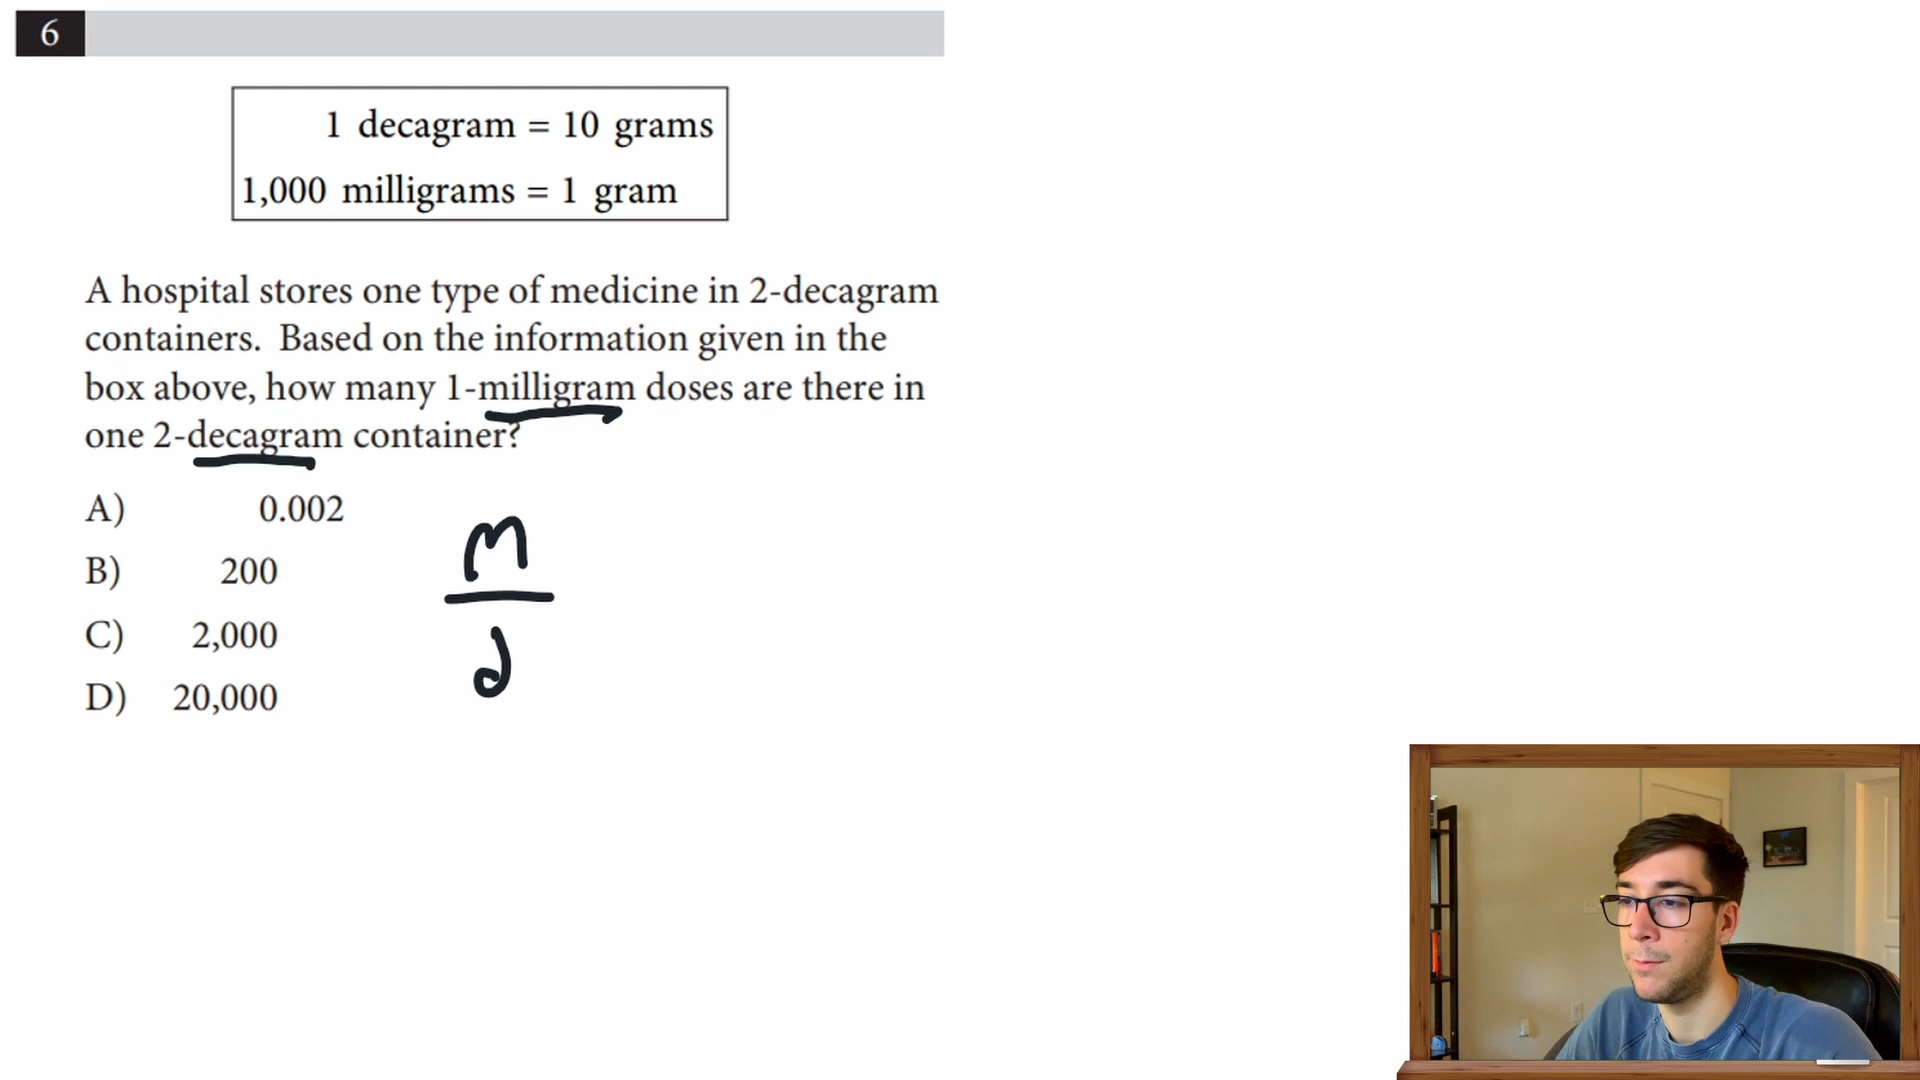 6
1 decagram = 10 grams
1,000 milligrams = 1 gram
A hospital stores one type of medicine in 2-decagram
containers. Based on the information given in the
box above, how many 1-milligram doses are there in
one 2-decagram container?
A) 0.002
B) 200
C) 2,000
D) 20,000
m
d